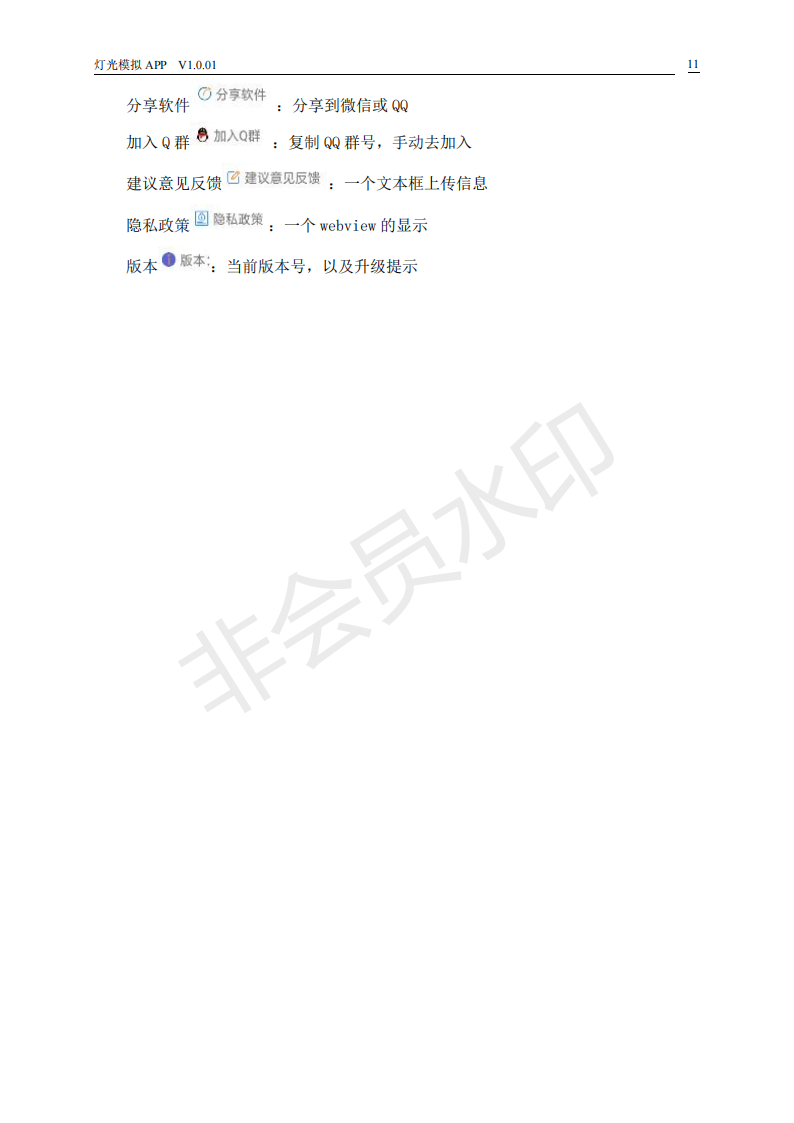 灯光模拟 APP V1.0.01 11
分享软件 分享软件 ：分享到微信或 QQ
加入 Q 群 加入Q群 ：复制 QQ 群号，手动去加入
建议意见反馈 建议意见反馈 ：一个文本框上传信息
隐私政策 隐私政策 ：一个 webview 的显示
版本 版本: ：当前版本号，以及升级提示
非会员水印